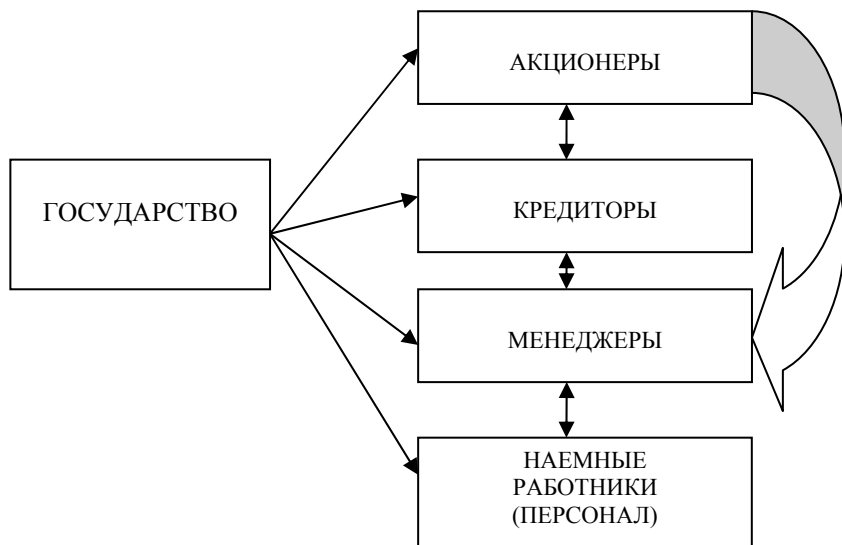 АКЦИОНЕРЫ
ГОСУДАРСТВО
КРЕДИТОРЫ
МЕНЕДЖЕРЫ
НАЕМНЫЕ
РАБОТНИКИ
(ПЕРСОНАЛ)